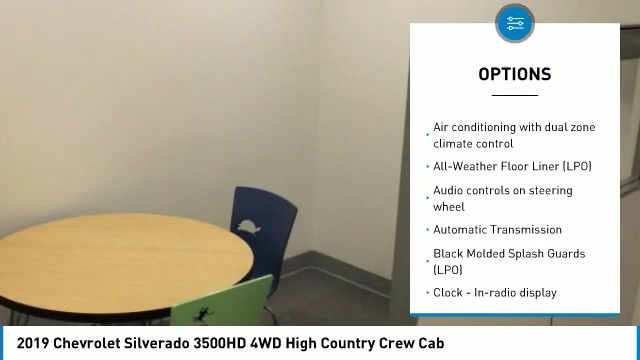 OPTIONS
Air conditioning with dual zone
climate control
All-Weather Floor Liner (LPO)
Audio controls on steering
wheel
Automatic Transmission
Black Molded Splash Guards
(LPO)
Clock - In-radio display
2019 Chevrolet Silverado 3500HD 4WD High Country Crew Cab